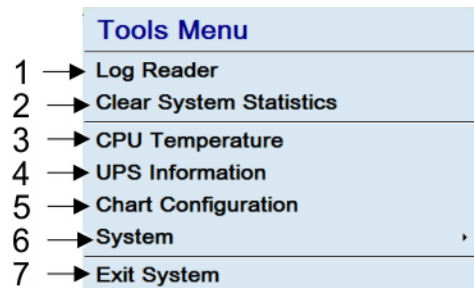 Tools Menu
1 Log Reader
2 Clear System Statistics
3 CPU Temperature
4 UPS Information
5 Chart Configuration
6 System
7 Exit System